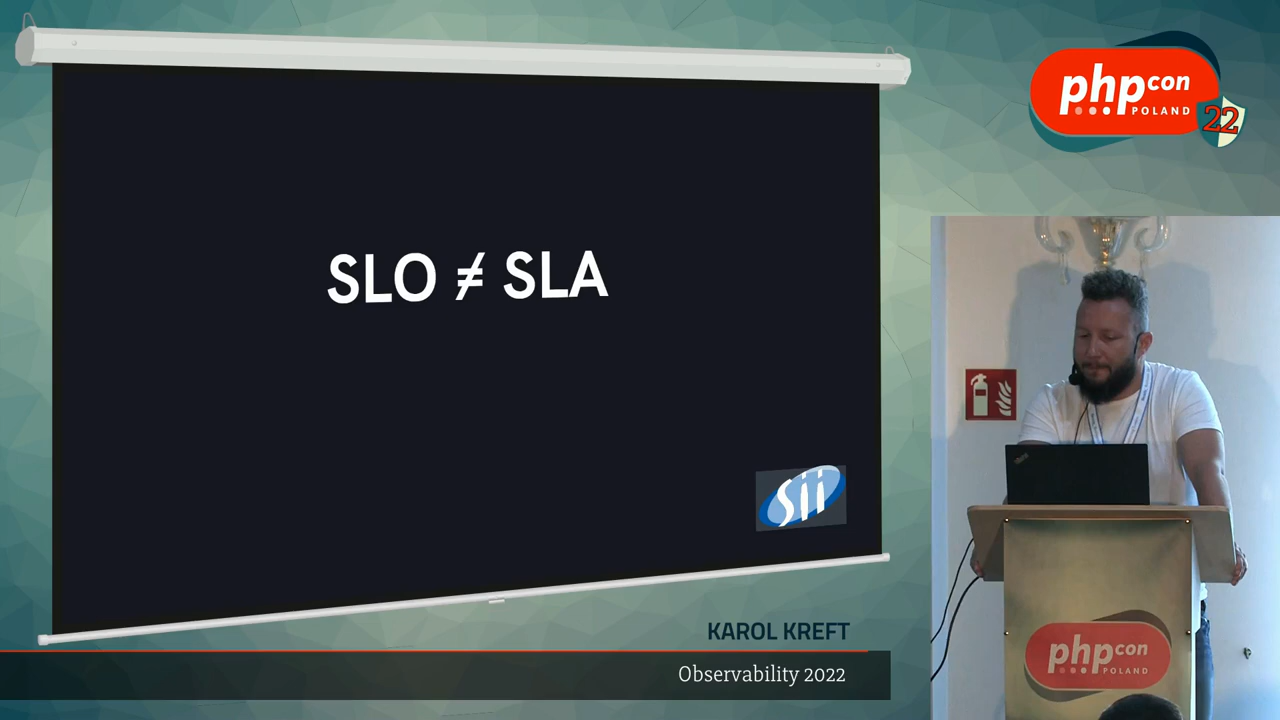 phpcon
POLAND
22
SLO ≠ SLA
sii
KAROL KREFT
Observability 2022
phpcon
POLAND